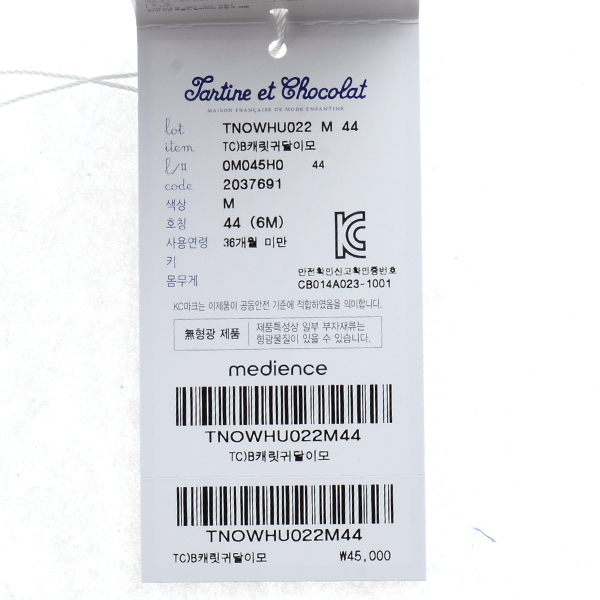 Tartine et Chocolat
MAISON FRANÇAISE DE MODE ENFANTINE
lot TNOWHU022 M 44
item TC)B캐릿귀달이모
l/# 0M045H0 44
code 2037691
색상 M
호칭 44 (6M)
사용연령 36개월 미만
키
몸무게
안전확인신고확인증번호
CB014A023-1001
KC마크는 이제품이 공통안전 기준에 적합하였음을 의미합니다.
無형광 제품
제품특성상 일부 부자재류는
형광물질이 있을 수 있습니다.
medience
TNOWHU022M44
TC)B캐릿귀달이모
TNOWHU022M44
TC)B캐릿귀달이모 ₩45,000